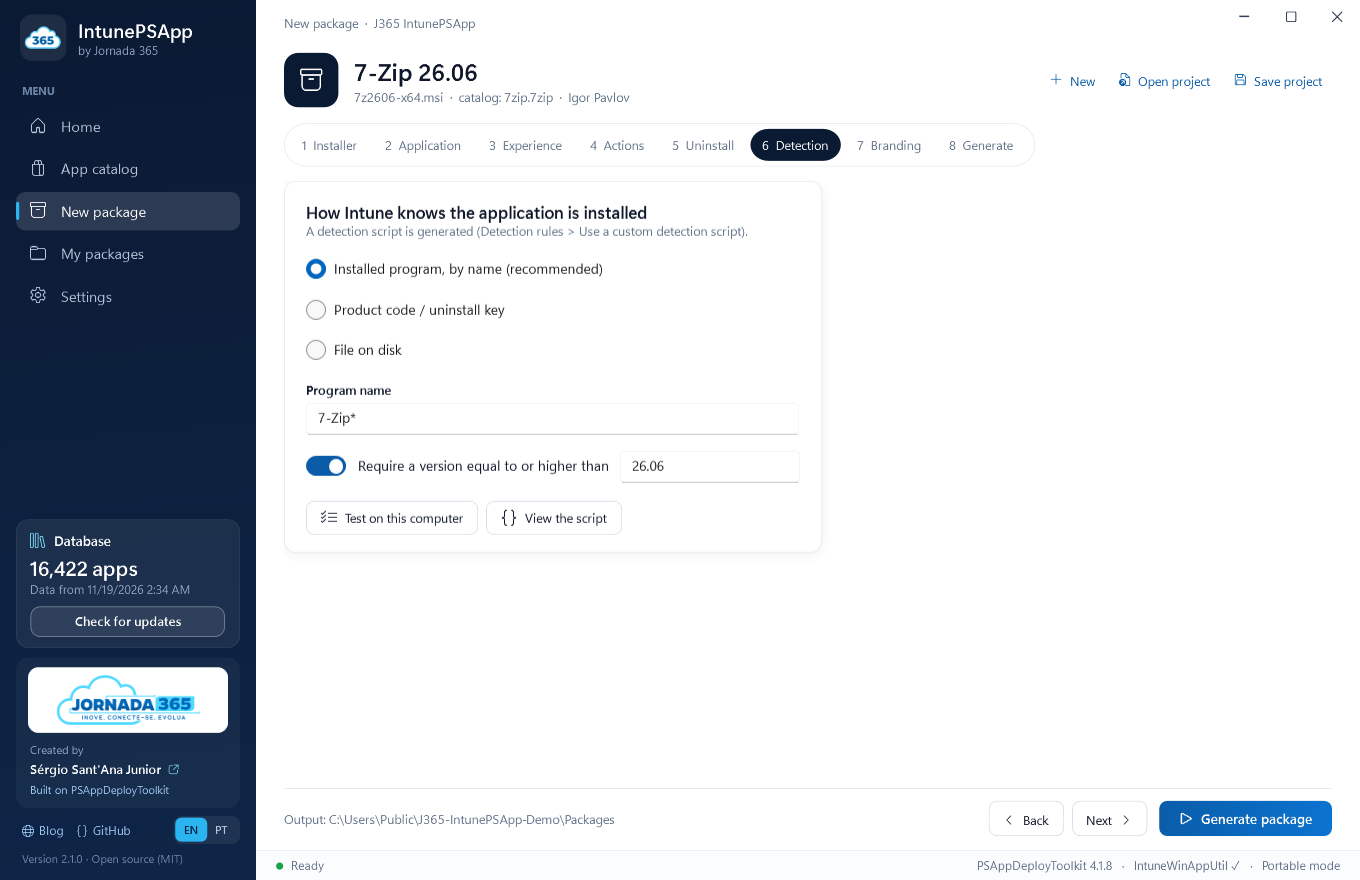 365
IntunePSApp
by Jornada 365
MENU
Home
App catalog
New package
My packages
Settings
Database
16,422 apps
Data from 11/19/2026 2:34 AM
Check for updates
JORNADA 365
INOVE. CONECTE-SE. EVOLUA
Created by
Sérgio Sant'Ana Junior
Built on PSAppDeployToolkit
Blog
{ } GitHub
EN
PT
Version 2.1.0 · Open source (MIT)
New package · J365 IntunePSApp
7-Zip 26.06
7z2606-x64.msi · catalog: 7zip.7zip · Igor Pavlov
+ New
Open project
Save project
1 Installer
2 Application
3 Experience
4 Actions
5 Uninstall
6 Detection
7 Branding
8 Generate
How Intune knows the application is installed
A detection script is generated (Detection rules > Use a custom detection script).
Installed program, by name (recommended)
Product code / uninstall key
File on disk
Program name
7-Zip*
Require a version equal to or higher than
26.06
Test on this computer
{ } View the script
Output: C:\Users\Public\J365-IntunePSApp-Demo\Packages
Back
Next
Generate package
Ready
PSAppDeployToolkit 4.1.8 · IntuneWinAppUtil ✓ · Portable mode